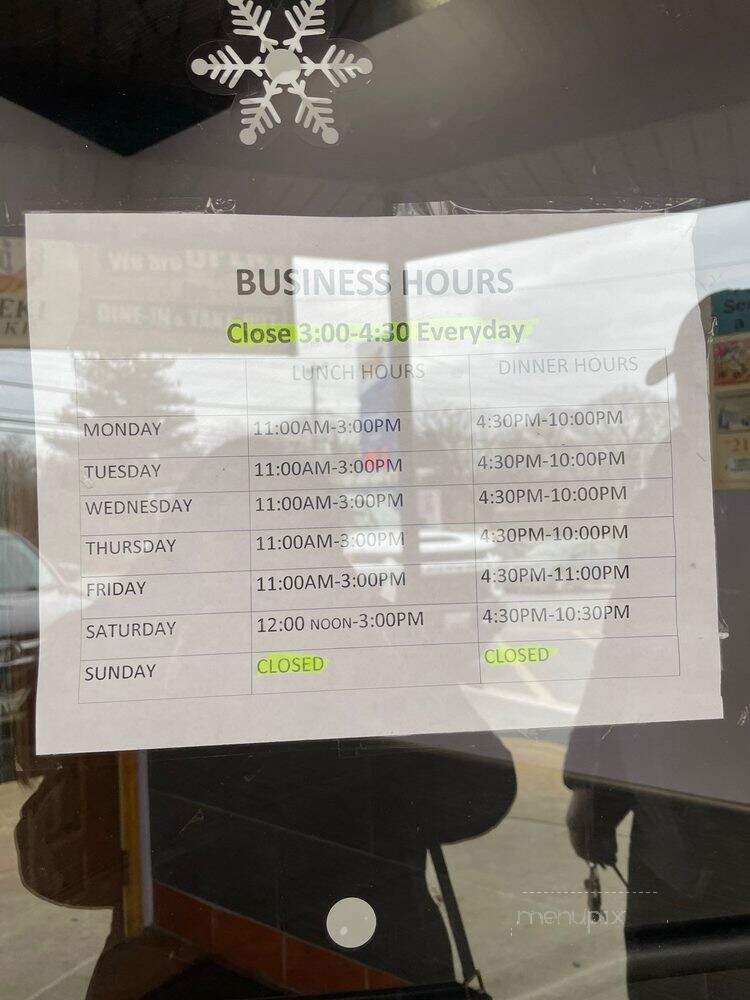 BUSINESS HOURS
Close 3:00-4:30 Everyday
LUNCH HOURS DINNER HOURS
MONDAY 11:00AM-3:00PM 4:30PM-10:00PM
TUESDAY 11:00AM-3:00PM 4:30PM-10:00PM
WEDNESDAY 11:00AM-3:00PM 4:30PM-10:00PM
THURSDAY 11:00AM-3:00PM 4:30PM-10:00PM
FRIDAY 11:00AM-3:00PM 4:30PM-11:00PM
SATURDAY 12:00 NOON-3:00PM 4:30PM-10:30PM
SUNDAY CLOSED CLOSED
menupix